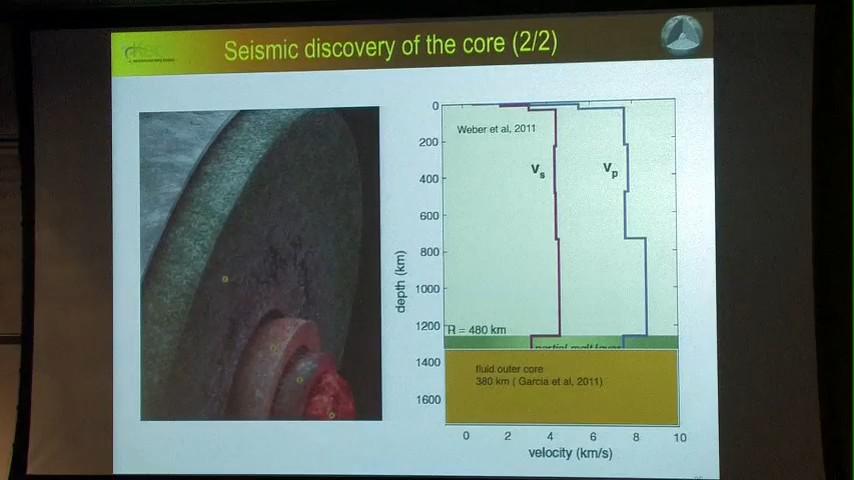 Seismic discovery of the core (2/2)
0
200
400
600
800
1000
1200
1400
1600
depth (km)
Weber et al, 2011
Vs
Vp
R = 480 km
partial melt layer
fluid outer core
380 km ( Garcia et al, 2011)
0 2 4 6 8 10
velocity (km/s)